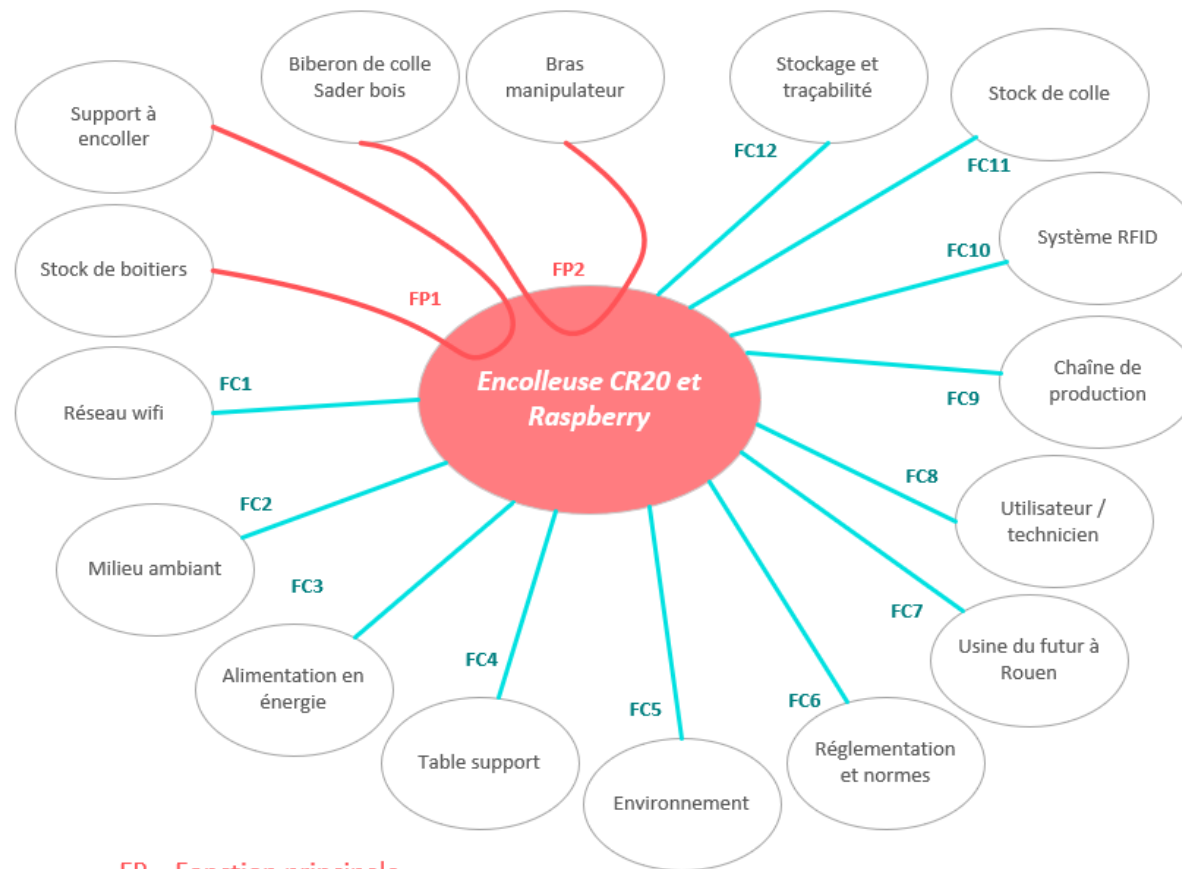 Biberon de colle
Sader bois
Bras
manipulateur
Stockage et
traçabilité
Stock de colle
Support à
encoller
FC12
FC11
Système RFID
FC10
Stock de boitiers
FP1
FP2
Encolleuse CR20 et
Raspberry
Chaîne de
production
FC9
FC1
Réseau wifi
FC8
Utilisateur /
technicien
FC2
Milieu ambiant
FC3
FC7
Usine du futur à
Rouen
Alimentation en
énergie
FC4
FC5
FC6
Table support
Réglementation
et normes
Environnement
FP : Fonction principale